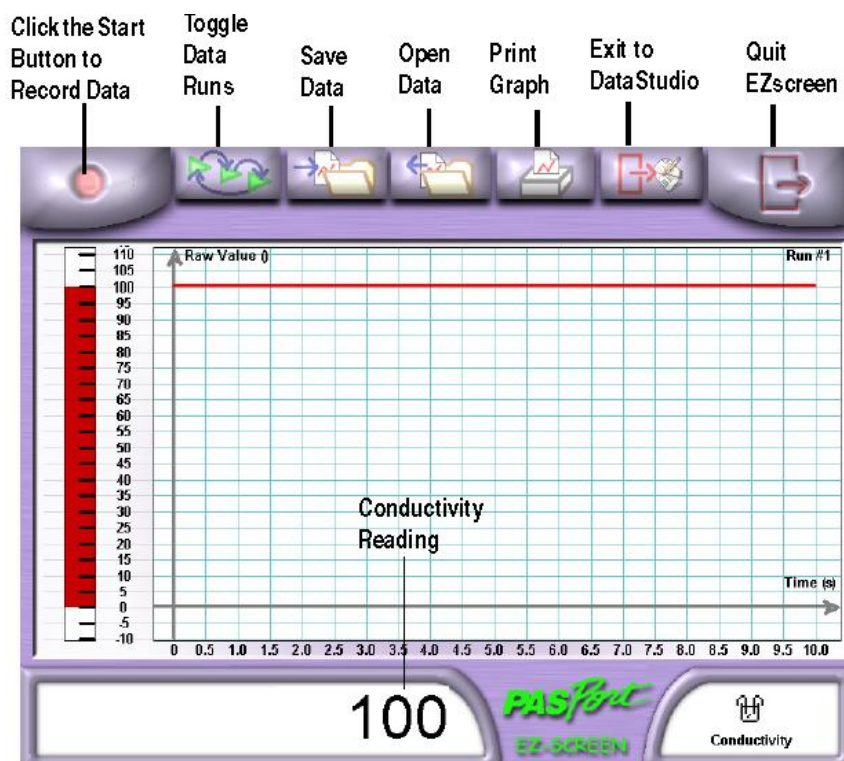 Click the Start
Button to
Record Data
Toggle
Data
Runs
Save
Data
Open
Data
Print
Graph
Exit to
DataStudio
Quit
EZscreen
110
105
100
95
90
85
80
75
70
65
60
55
50
45
40
35
30
25
20
15
10
5
0
-5
-10
Raw Value ()
Run #1
Conductivity
Reading
Time (s)
0 0.5 1.0 1.5 2.0 2.5 3.0 3.5 4.0 4.5 5.0 5.5 6.0 6.5 7.0 7.5 8.0 8.5 9.0 9.5 10.0
100
PASPort
EZ-SCREEN
Conductivity